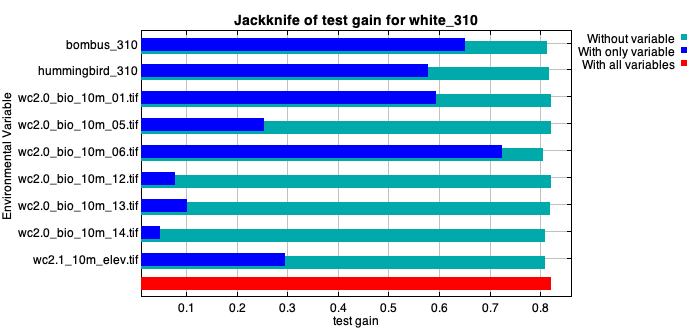 Jackknife of test gain for white_310
Without variable
With only variable
With all variables
Environmental Variable
bombus_310
hummingbird_310
wc2.0_bio_10m_01.tif
wc2.0_bio_10m_05.tif
wc2.0_bio_10m_06.tif
wc2.0_bio_10m_12.tif
wc2.0_bio_10m_13.tif
wc2.0_bio_10m_14.tif
wc2.1_10m_elev.tif
0.1 0.2 0.3 0.4 0.5 0.6 0.7 0.8
test gain